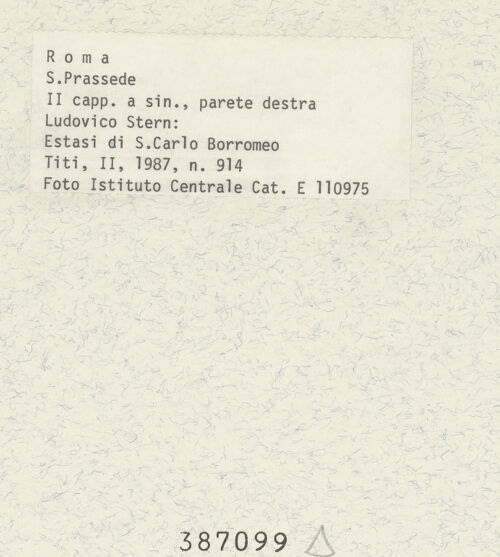 R o m a
S.Prassede
II capp. a sin., parete destra
Ludovico Stern:
Estasi di S.Carlo Borromeo
Titi, II, 1987, n. 914
Foto Istituto Centrale Cat. E 110975
387099